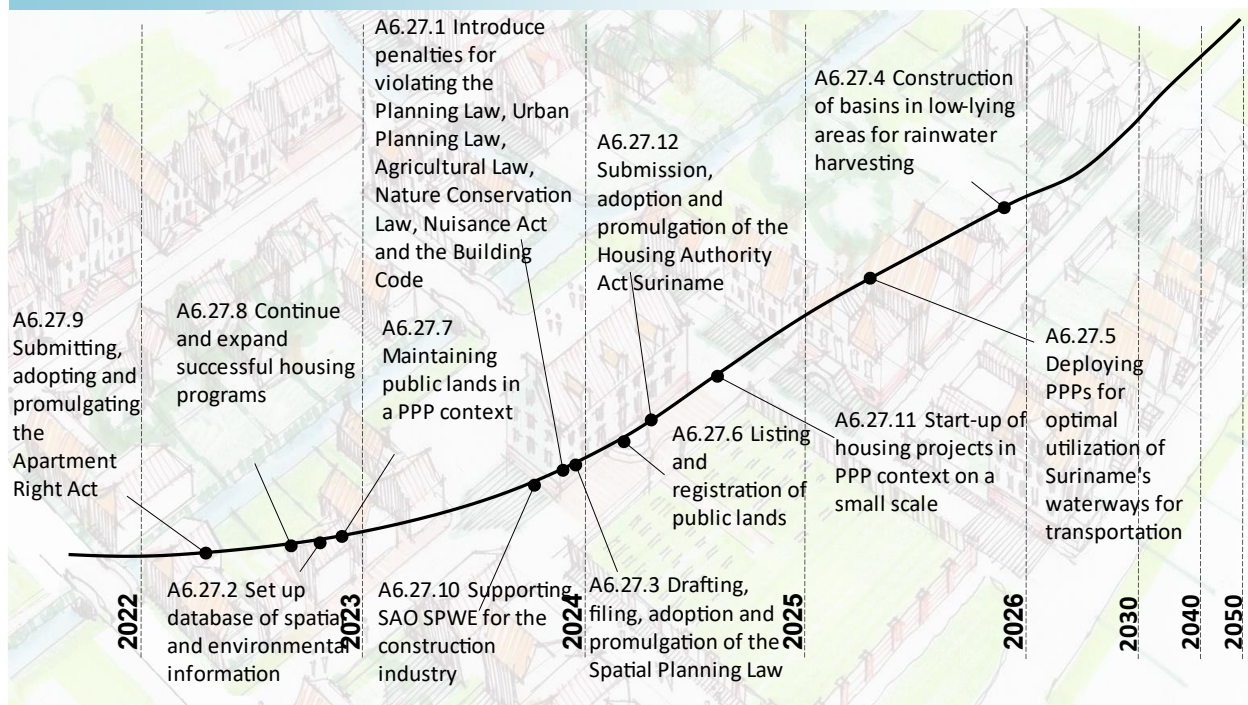 A6.27.1 Introduce
penalties for
violating the
Planning Law, Urban
Planning Law,
Agricultural Law,
Nature Conservation
Law, Nuisance Act
and the Building
Code
A6.27.4 Construction
of basins in low-lying
areas for rainwater
harvesting
A6.27.12
Submission,
adoption and
promulgation of the
Housing Authority
Act Suriname
A6.27.9
Submitting,
adopting and
promulgating
the
Apartment
Right Act
A6.27.8 Continue
and expand
successful housing
programs
A6.27.7
Maintaining
public lands in
a PPP context
A6.27.5
Deploying
PPPs for
optimal
utilization of
Suriname's
waterways for
transportation
A6.27.6 Listing
and
registration of
public lands
A6.27.11 Start-up of
housing projects in
PPP context on a
small scale
A6.27.2 Set up
database of spatial
and environmental
information
A6.27.10 Supporting
SAO SPWE for the
construction
industry
A6.27.3 Drafting,
filing, adoption and
promulgation of the
Spatial Planning Law
2022
2023
2024
2025
2026
2030
2040
2050